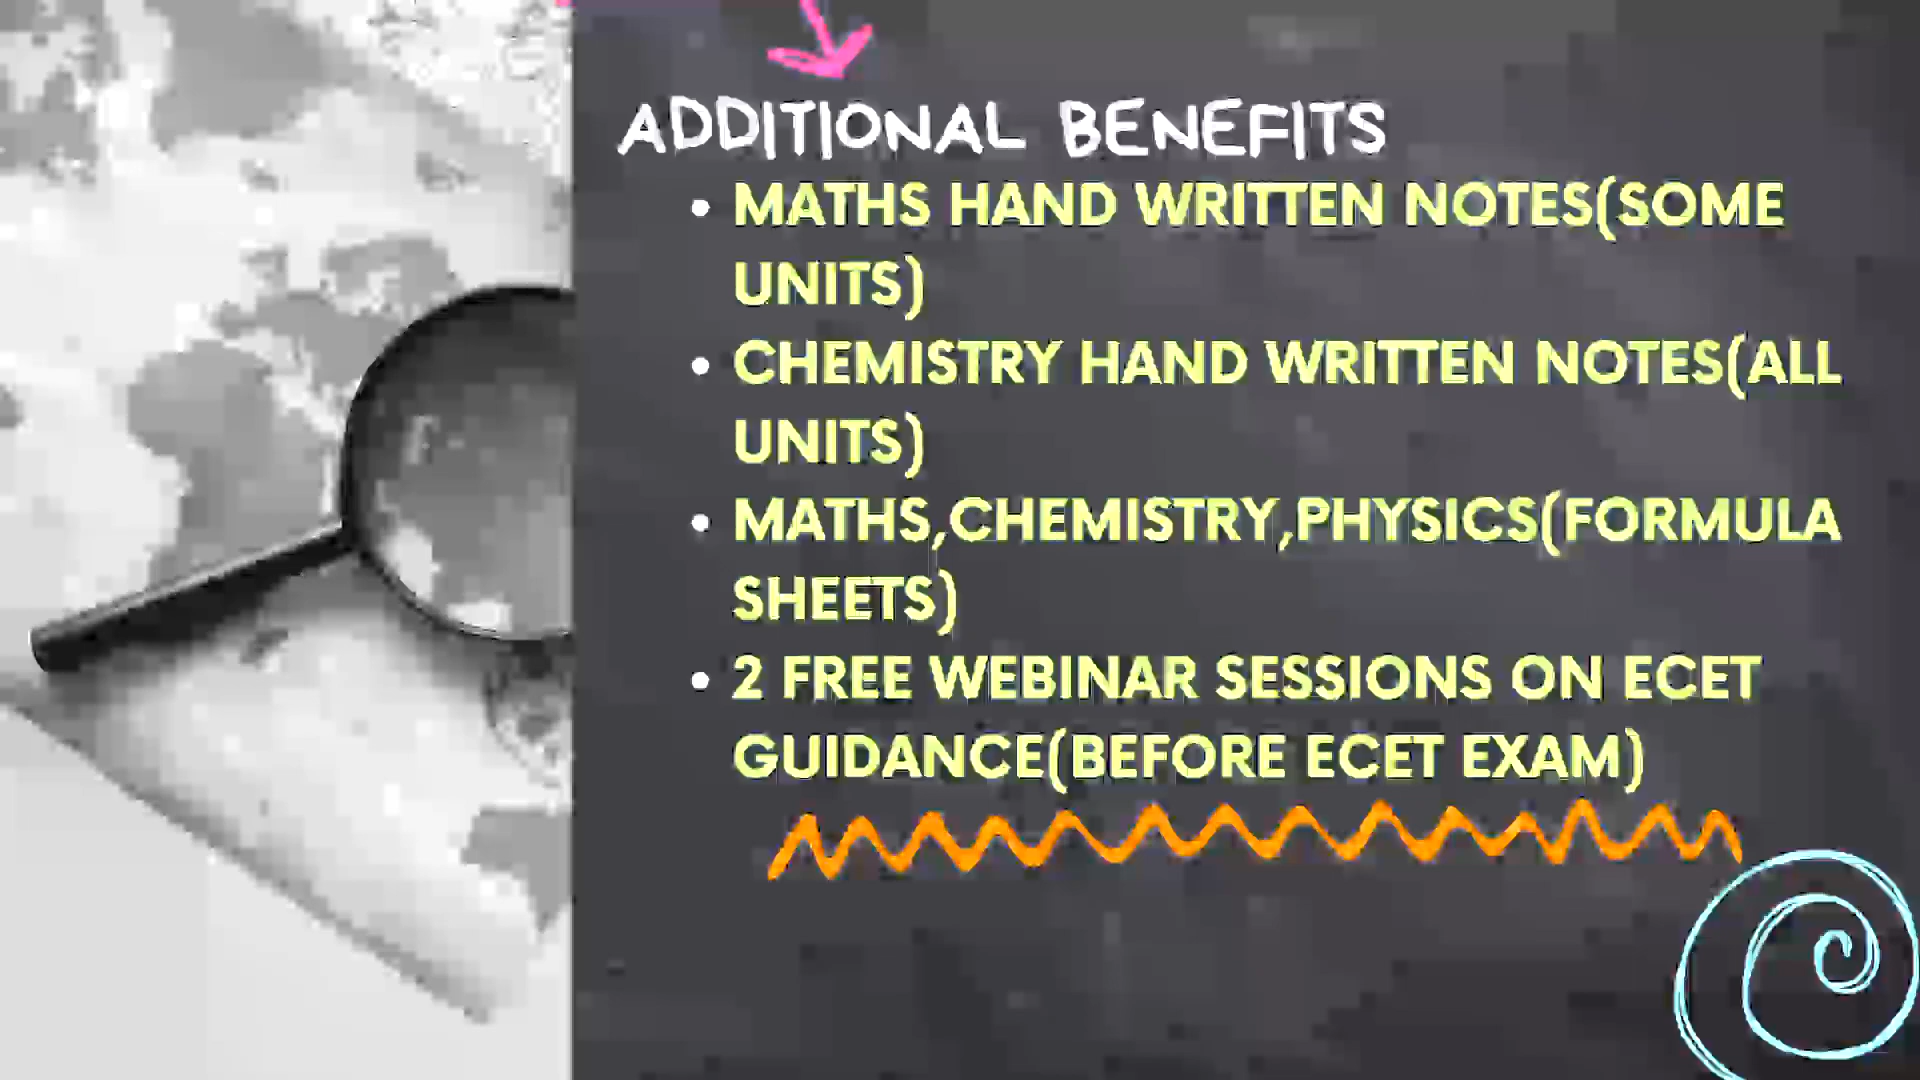 ADDITIONAL BENEFITS
• MATHS HAND WRITTEN NOTES(SOME
UNITS)
• CHEMISTRY HAND WRITTEN NOTES(ALL
UNITS)
• MATHS,CHEMISTRY,PHYSICS(FORMULA
SHEETS)
• 2 FREE WEBINAR SESSIONS ON ECET
GUIDANCE(BEFORE ECET EXAM)